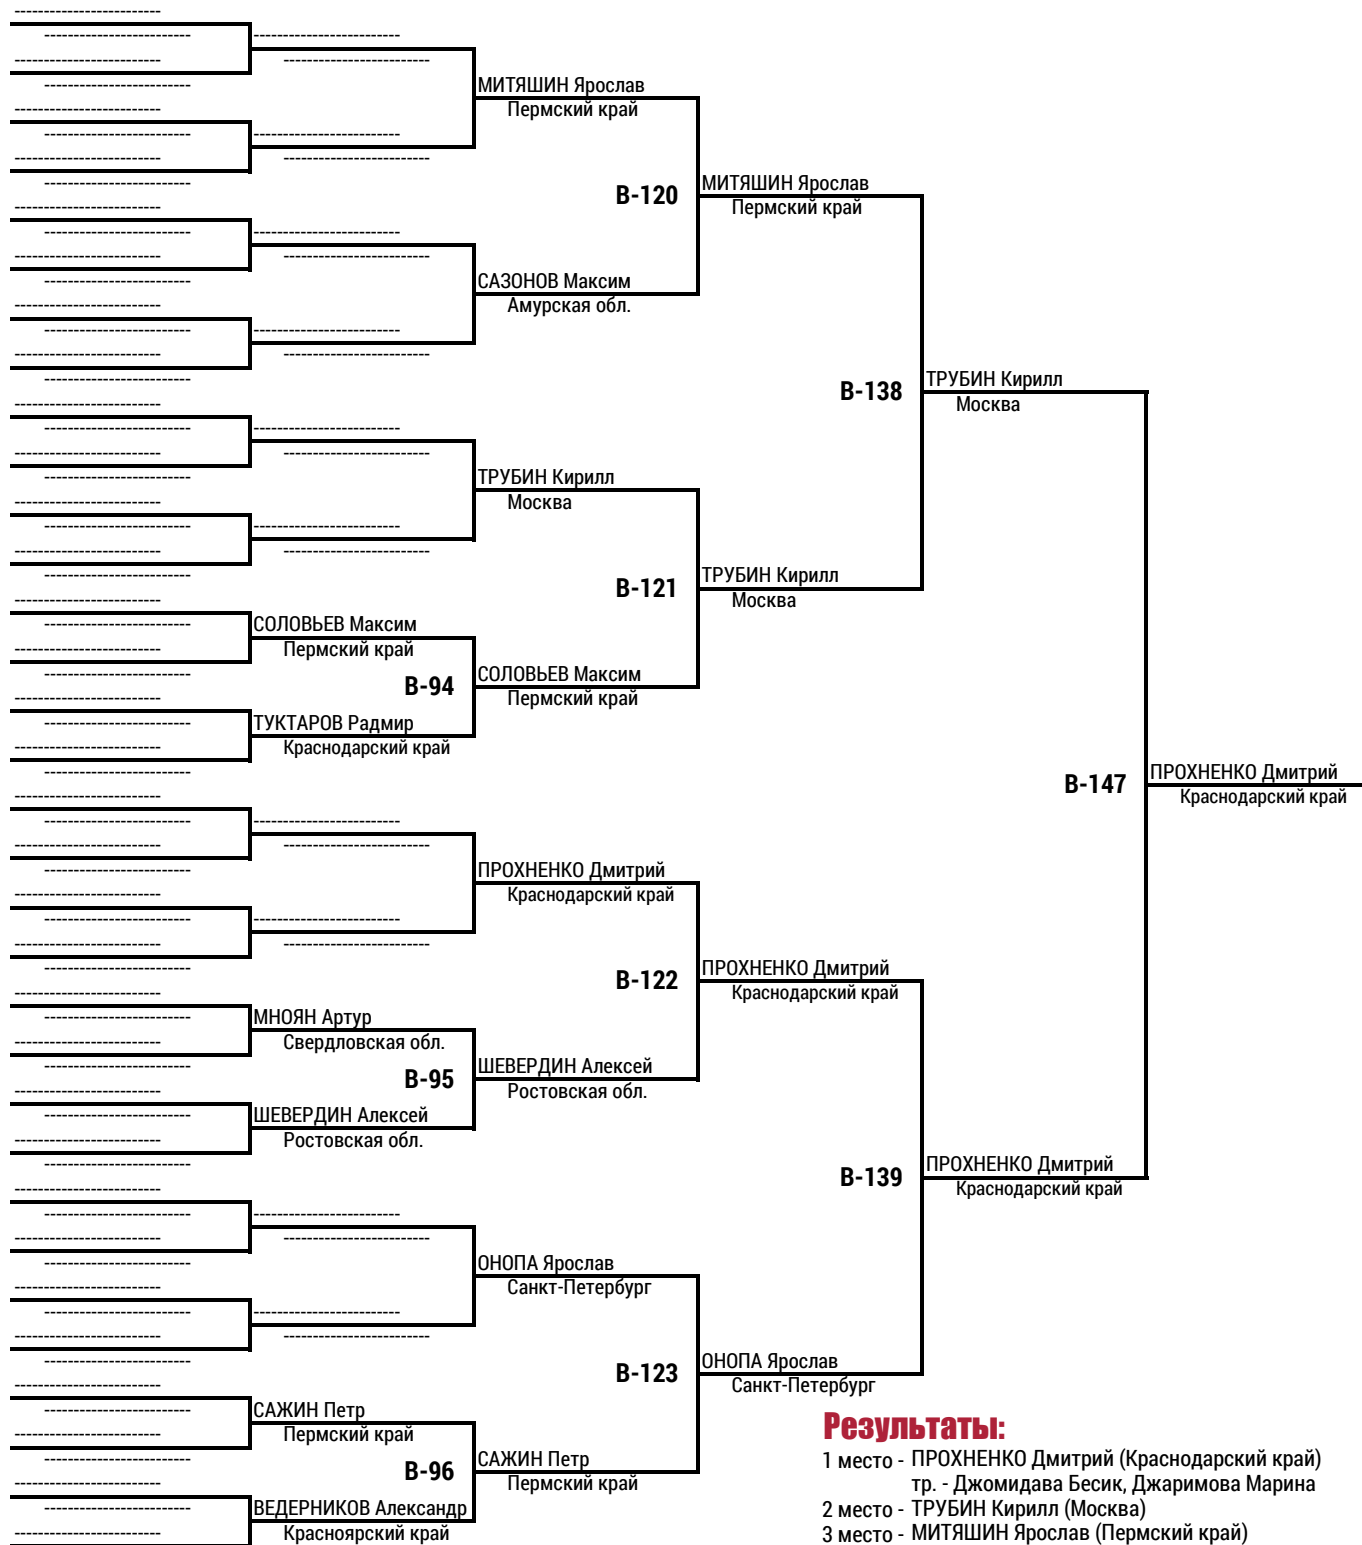 МИТЯШИН Ярослав
Пермский край
B-120
МИТЯШИН Ярослав
Пермский край
САЗОНОВ Максим
Амурская обл.
B-138
ТРУБИН Кирилл
Москва
ТРУБИН Кирилл
Москва
B-121
ТРУБИН Кирилл
Москва
СОЛОВЬЕВ Максим
Пермский край
B-94
СОЛОВЬЕВ Максим
Пермский край
ТУКТАРОВ Радмир
Краснодарский край
B-147
ПРОХНЕНКО Дмитрий
Краснодарский край
ПРОХНЕНКО Дмитрий
Краснодарский край
B-122
ПРОХНЕНКО Дмитрий
Краснодарский край
МНОЯН Артур
Свердловская обл.
B-95
ШЕВЕРДИН Алексей
Ростовская обл.
ШЕВЕРДИН Алексей
Ростовская обл.
B-139
ПРОХНЕНКО Дмитрий
Краснодарский край
ОНОПА Ярослав
Санкт-Петербург
B-123
ОНОПА Ярослав
Санкт-Петербург
САЖИН Петр
Пермский край
B-96
САЖИН Петр
Пермский край
ВЕДЕРНИКОВ Александр
Красноярский край
Результаты:
1 место - ПРОХНЕНКО Дмитрий (Краснодарский край)
тр. - Джомидава Бесик, Джаримова Марина
2 место - ТРУБИН Кирилл (Москва)
3 место - МИТЯШИН Ярослав (Пермский край)